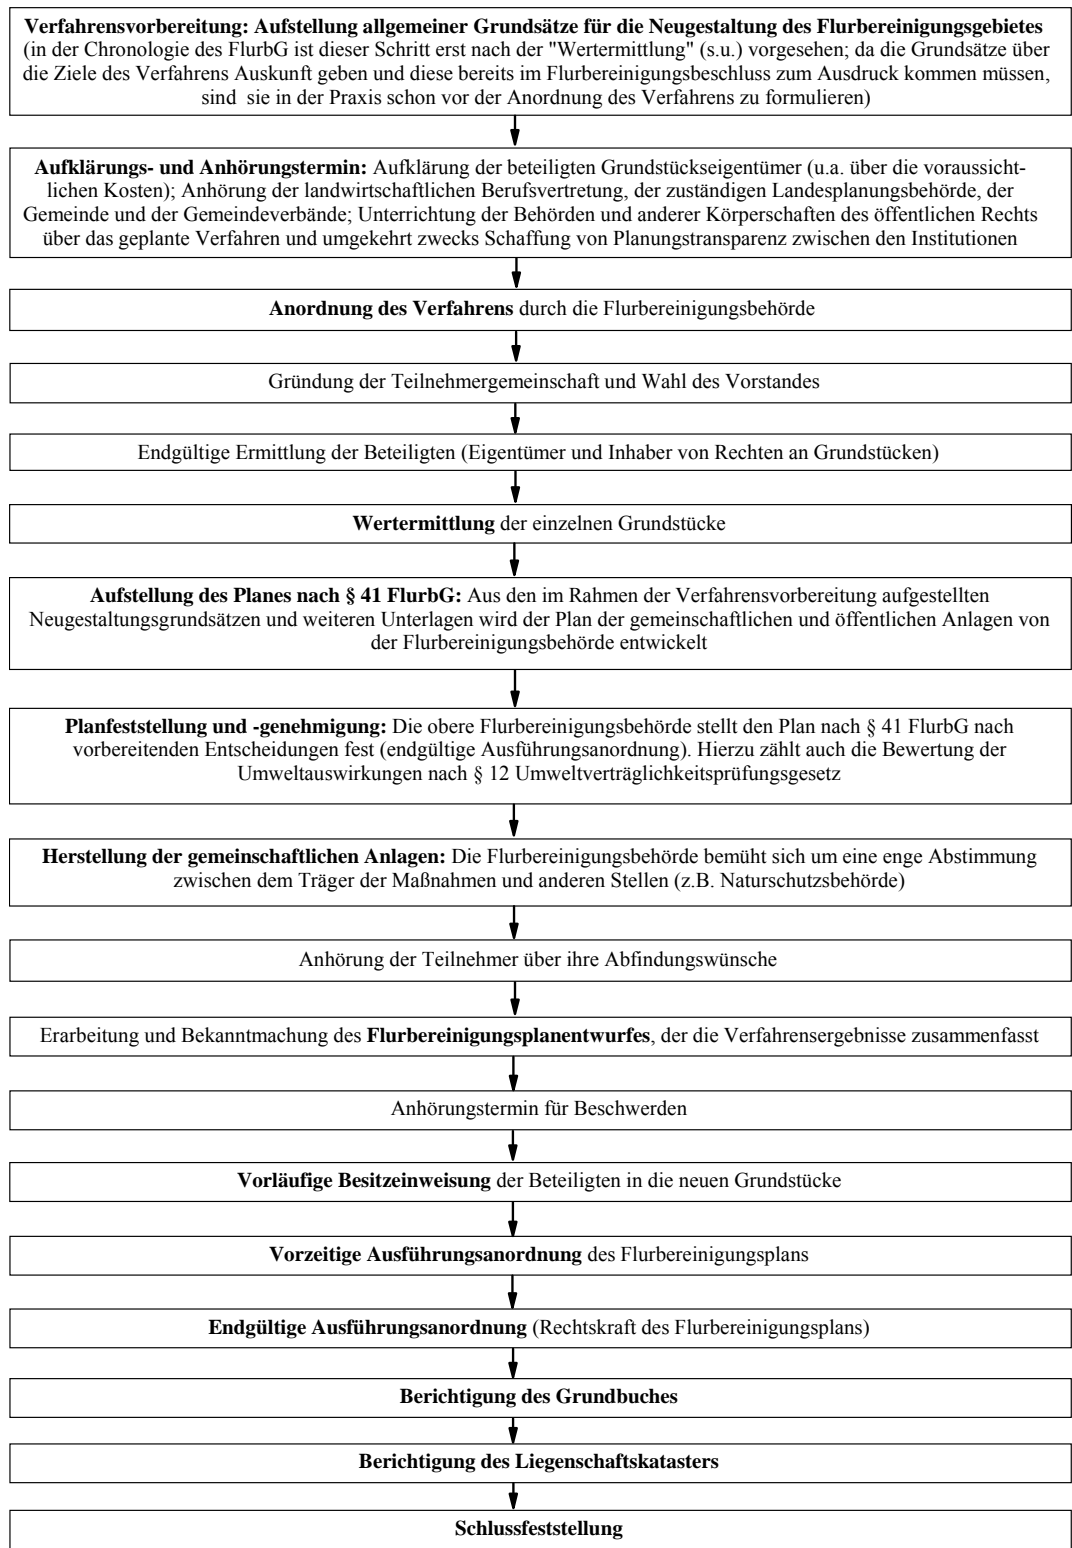 Verfahrensvorbereitung: Aufstellung allgemeiner Grundsätze für die Neugestaltung des Flurbereinigungsgebietes
(in der Chronologie des FlurbG ist dieser Schritt erst nach der "Wertermittlung" (s.u.) vorgesehen; da die Grundsätze über
die Ziele des Verfahrens Auskunft geben und diese bereits im Flurbereinigungsbeschluss zum Ausdruck kommen müssen,
sind sie in der Praxis schon vor der Anordnung des Verfahrens zu formulieren)
Aufklärungs- und Anhörungstermin: Aufklärung der beteiligten Grundstückseigentümer (u.a. über die voraussicht-
lichen Kosten); Anhörung der landwirtschaftlichen Berufsvertretung, der zuständigen Landesplanungsbehörde, der
Gemeinde und der Gemeindeverbände; Unterrichtung der Behörden und anderer Körperschaften des öffentlichen Rechts
über das geplante Verfahren und umgekehrt zwecks Schaffung von Planungstransparenz zwischen den Institutionen
Anordnung des Verfahrens durch die Flurbereinigungsbehörde
Gründung der Teilnehmergemeinschaft und Wahl des Vorstandes
Endgültige Ermittlung der Beteiligten (Eigentümer und Inhaber von Rechten an Grundstücken)
Wertermittlung der einzelnen Grundstücke
Aufstellung des Planes nach § 41 FlurbG: Aus den im Rahmen der Verfahrensvorbereitung aufgestellten
Neugestaltungsgrundsätzen und weiteren Unterlagen wird der Plan der gemeinschaftlichen und öffentlichen Anlagen von
der Flurbereinigungsbehörde entwickelt
Planfeststellung und -genehmigung: Die obere Flurbereinigungsbehörde stellt den Plan nach § 41 FlurbG nach
vorbereitenden Entscheidungen fest (endgültige Ausführungsanordnung). Hierzu zählt auch die Bewertung der
Umweltauswirkungen nach § 12 Umweltverträglichkeitsprüfungsgesetz
Herstellung der gemeinschaftlichen Anlagen: Die Flurbereinigungsbehörde bemüht sich um eine enge Abstimmung
zwischen dem Träger der Maßnahmen und anderen Stellen (z.B. Naturschutzsbehörde)
Anhörung der Teilnehmer über ihre Abfindungswünsche
Erarbeitung und Bekanntmachung des Flurbereinigungsplanentwurfes, der die Verfahrensergebnisse zusammenfasst
Anhörungstermin für Beschwerden
Vorläufige Besitzeinweisung der Beteiligten in die neuen Grundstücke
Vorzeitige Ausführungsanordnung des Flurbereinigungsplans
Endgültige Ausführungsanordnung (Rechtskraft des Flurbereinigungsplans)
Berichtigung des Grundbuches
Berichtigung des Liegenschaftskatasters
Schlussfeststellung